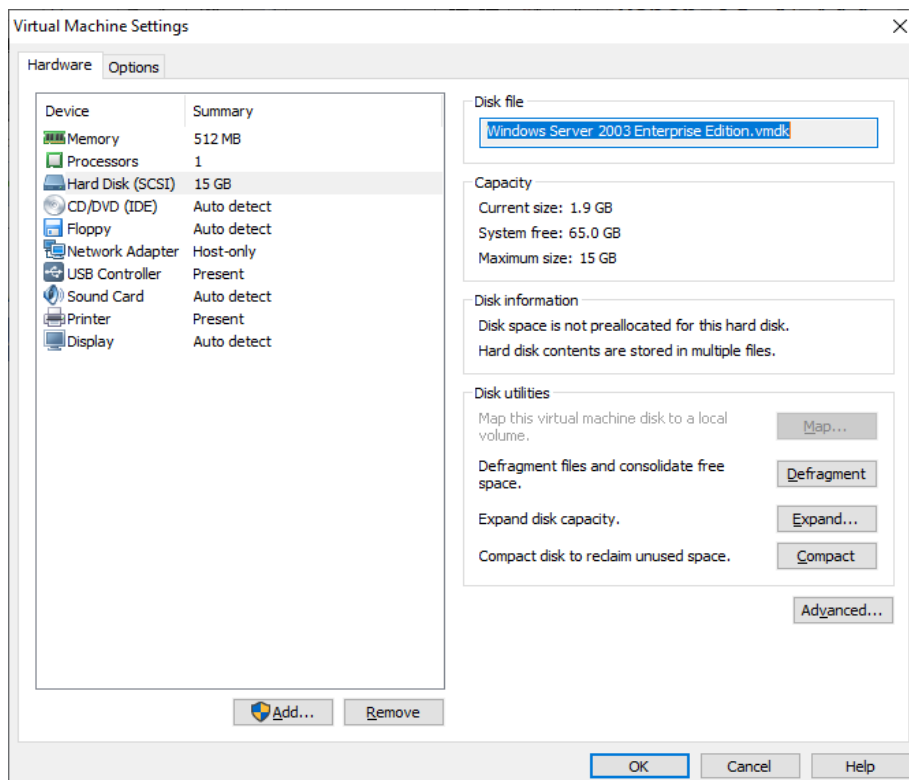 Virtual Machine Settings
Hardware Options
Device Summary
Memory 512 MB
Processors 1
Hard Disk (SCSI) 15 GB
CD/DVD (IDE) Auto detect
Floppy Auto detect
Network Adapter Host-only
USB Controller Present
Sound Card Auto detect
Printer Present
Display Auto detect
Add... Remove
Disk file
Windows Server 2003 Enterprise Edition.vmdk
Capacity
Current size: 1.9 GB
System free: 65.0 GB
Maximum size: 15 GB
Disk information
Disk space is not preallocated for this hard disk.
Hard disk contents are stored in multiple files.
Disk utilities
Map this virtual machine disk to a local
volume.
Map...
Defragment files and consolidate free
space.
Defragment
Expand disk capacity.
Expand...
Compact disk to reclaim unused space.
Compact
Advanced...
OK Cancel Help